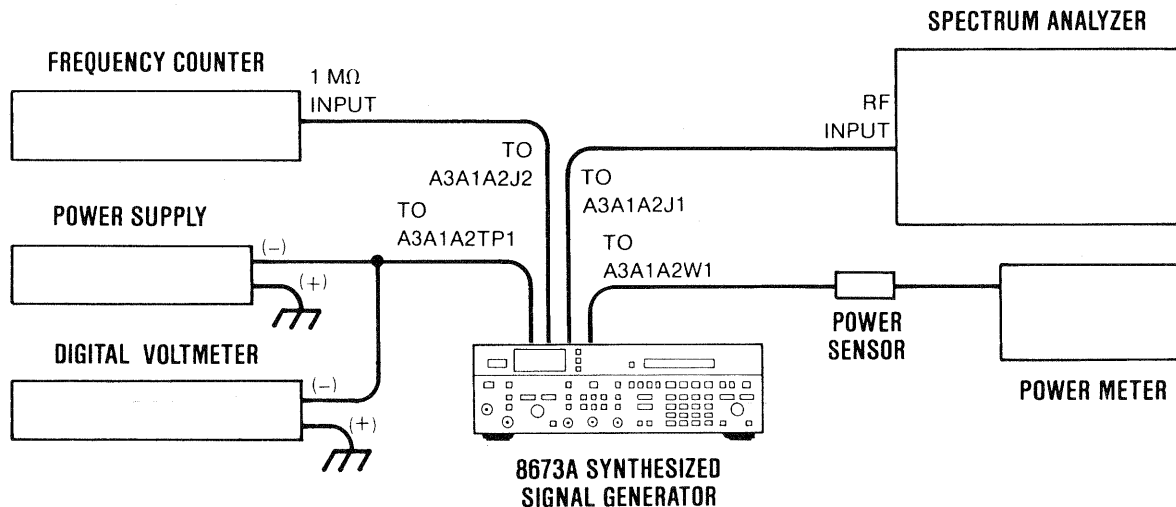 SPECTRUM ANALYZER
FREQUENCY COUNTER
1 MΩ
INPUT
RF
INPUT
TO
A3A1A2J2
TO
A3A1A2J1
POWER SUPPLY
TO
A3A1A2TP1
(−)
(+)
TO
A3A1A2W1
POWER
SENSOR
DIGITAL VOLTMETER
(−)
(+)
POWER METER
8673A SYNTHESIZED
SIGNAL GENERATOR